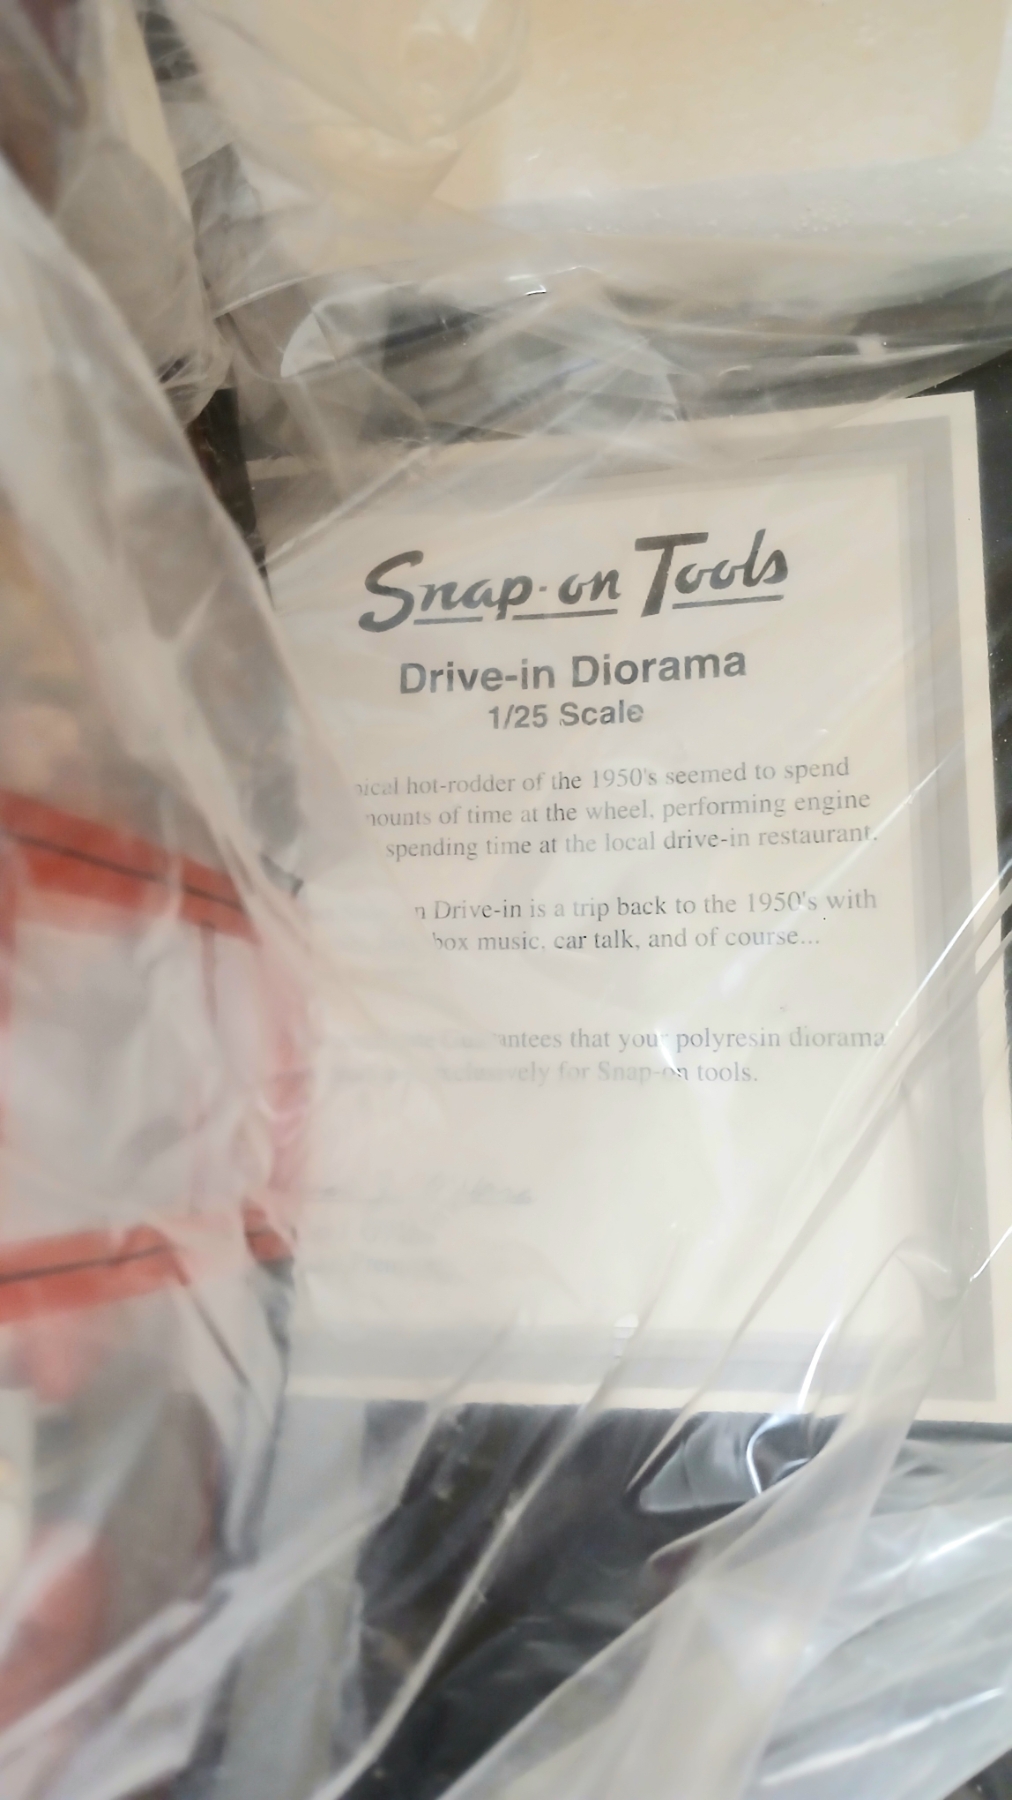 Snap-on Tools
Drive-in Diorama
1/25 Scale
hot-rodder of the 1950's seemed to spend
of time at the wheel, performing engine
spending time at the local drive-in restaurant.
Drive-in is a trip back to the 1950's with
music, car talk, and of course...
that your polyresin diorama
for Snap-on tools.